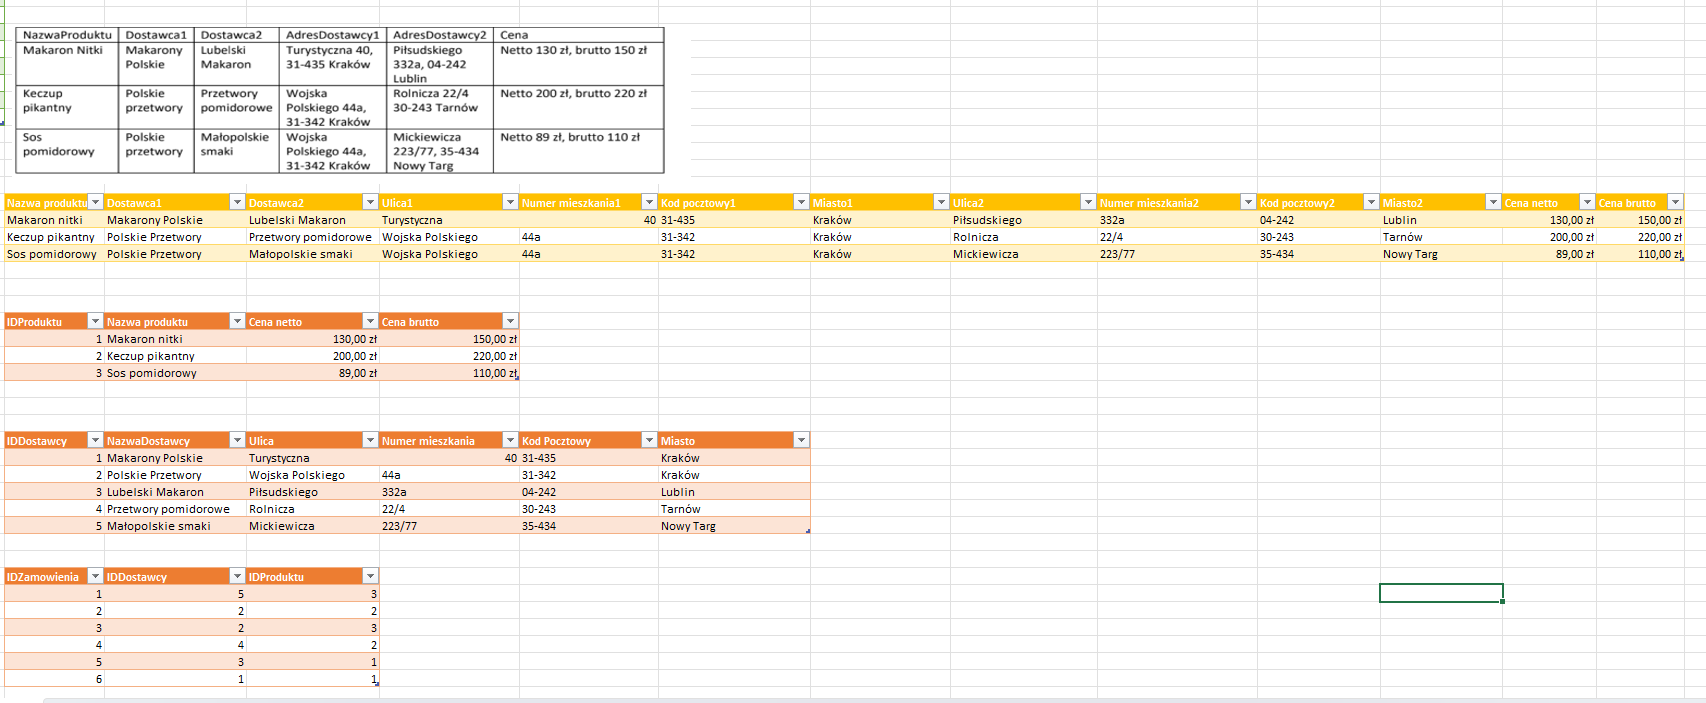 NazwaProduktu Dostawca1 Dostawca2 AdresDostawcy1 AdresDostawcy2 Cena
Makaron Nitki Makarony Polskie Lubelski Makaron Turystyczna 40, 31-435 Kraków Piłsudskiego 332a, 04-242 Lublin Netto 130 zł, brutto 150 zł
Keczup pikantny Polskie przetwory Przetwory pomidorowe Wojska Polskiego 44a, 31-342 Kraków Rolnicza 22/4 30-243 Tarnów Netto 200 zł, brutto 220 zł
Sos pomidorowy Polskie przetwory Małopolskie smaki Wojska Polskiego 44a, 31-342 Kraków Mickiewicza 223/77, 35-434 Nowy Targ Netto 89 zł, brutto 110 zł
Nazwa produktu Dostawca1 Dostawca2 Ulica1 Numer mieszkania1 Kod pocztowy1 Miasto1 Ulica2 Numer mieszkania2 Kod pocztowy2 Miasto2 Cena netto Cena brutto
Makaron nitki Makarony Polskie Lubelski Makaron Turystyczna 40 31-435 Kraków Piłsudskiego 332a 04-242 Lublin 130,00 zł 150,00 zł
Keczup pikantny Polskie Przetwory Przetwory pomidorowe Wojska Polskiego 44a 31-342 Kraków Rolnicza 22/4 30-243 Tarnów 200,00 zł 220,00 zł
Sos pomidorowy Polskie Przetwory Małopolskie smaki Wojska Polskiego 44a 31-342 Kraków Mickiewicza 223/77 35-434 Nowy Targ 89,00 zł 110,00 zł
IDProduktu Nazwa produktu Cena netto Cena brutto
1 Makaron nitki 130,00 zł 150,00 zł
2 Keczup pikantny 200,00 zł 220,00 zł
3 Sos pomidorowy 89,00 zł 110,00 zł
IDDostawcy NazwaDostawcy Ulica Numer mieszkania Kod Pocztowy Miasto
1 Makarony Polskie Turystyczna 40 31-435 Kraków
2 Polskie Przetwory Wojska Polskiego 44a 31-342 Kraków
3 Lubelski Makaron Piłsudskiego 332a 04-242 Lublin
4 Przetwory pomidorowe Rolnicza 22/4 30-243 Tarnów
5 Małopolskie smaki Mickiewicza 223/77 35-434 Nowy Targ
IDZamowienia IDDostawcy IDProduktu
1 5 3
2 2 2
3 2 3
4 4 2
5 3 1
6 1 1